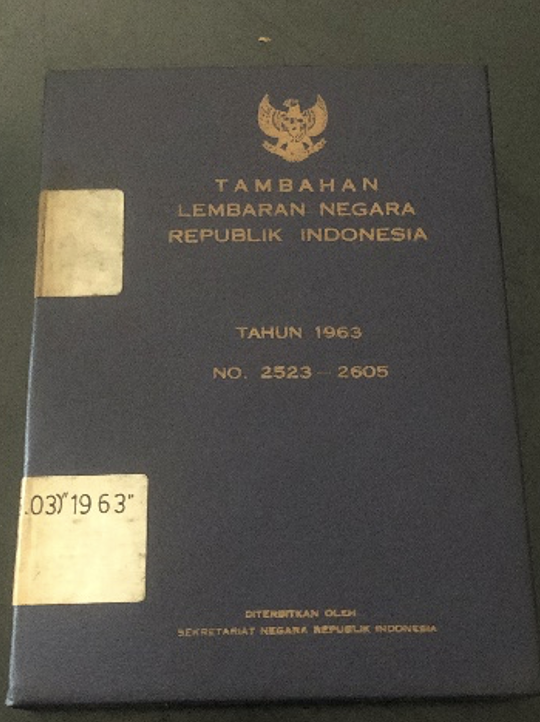 TAMBAHAN
LEMBARAN NEGARA
REPUBLIK INDONESIA
TAHUN 1963
NO. 2523 - 2605
.03)"1963"
DITERBITKAN OLEH
SEKRETARIAT NEGARA REPUBLIK INDONESIA